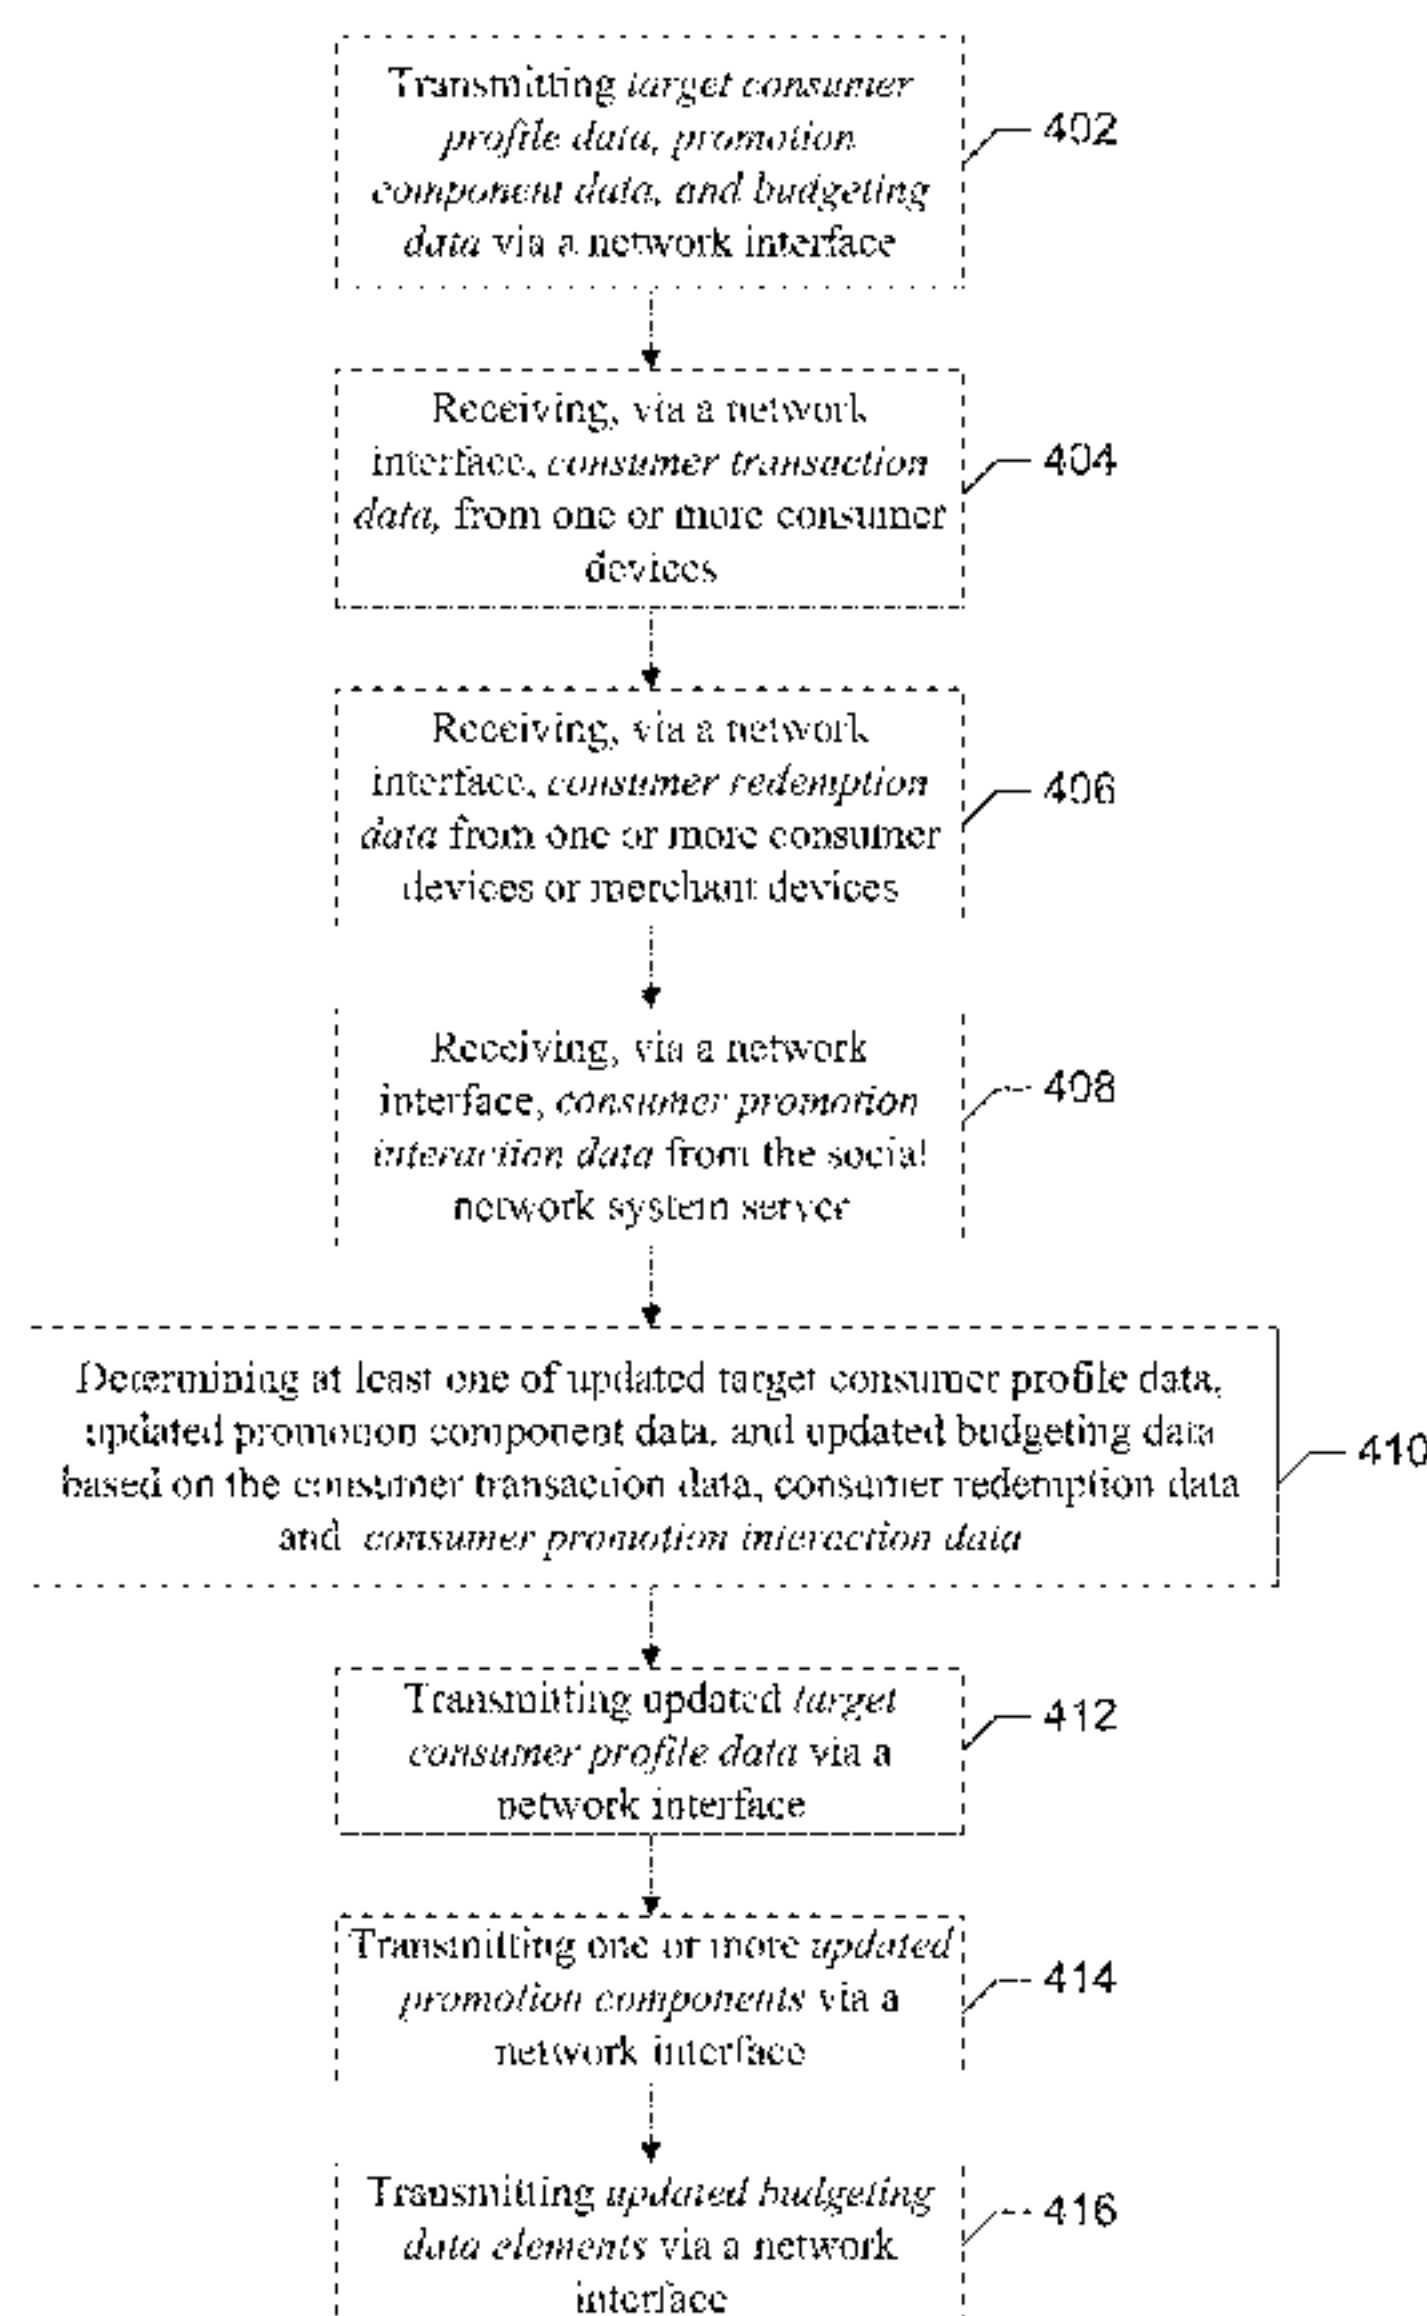 Transmitting target consumer
profile data, promotion
component data, and budgeting
data via a network interface
402
Receiving, via a network
interface, consumer transaction
data, from one or more consumer
devices
404
Receiving, via a network
interface, consumer redemption
data from one or more consumer
devices or merchant devices
406
Receiving, via a network
interface, consumer promotion
interaction data from the social
network system server
408
Determining at least one of updated target consumer profile data,
updated promotion component data, and updated budgeting data
based on the consumer transaction data, consumer redemption data
and consumer promotion interaction data
410
Transmitting updated target
consumer profile data via a
network interface
412
Transmitting one or more updated
promotion components via a
network interface
414
Transmitting updated budgeting
data elements via a network
interface
416